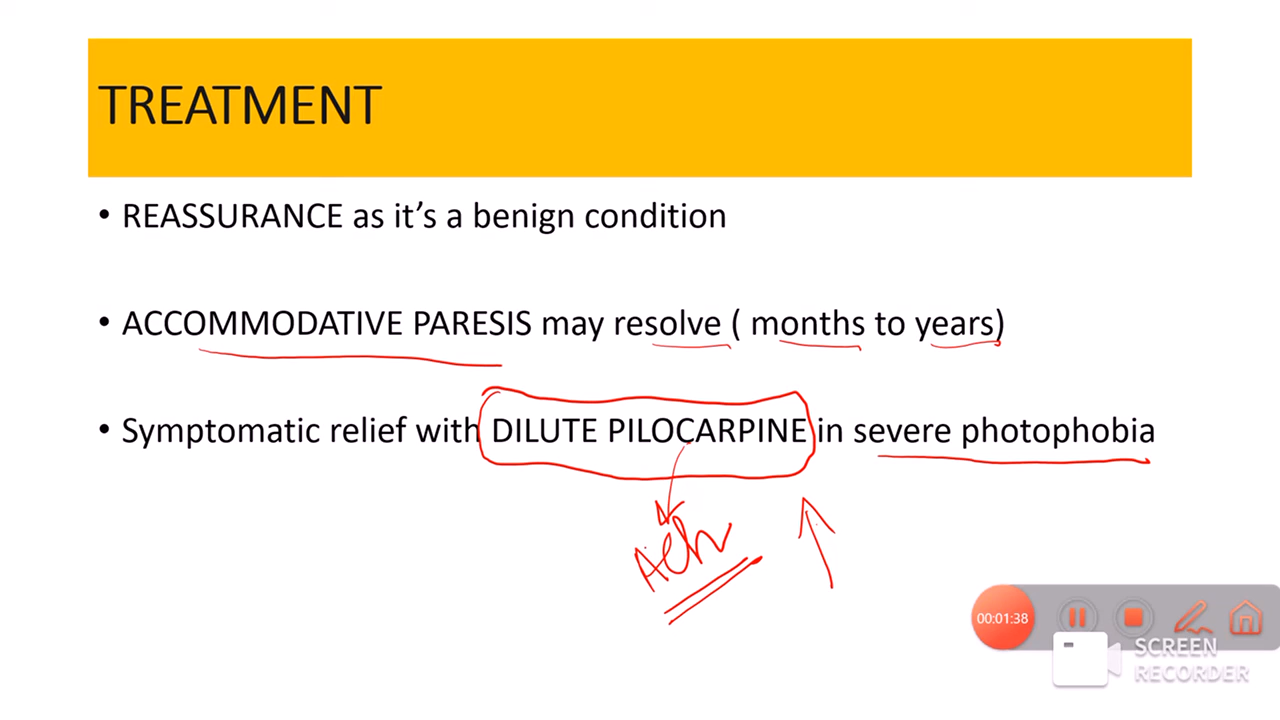 TREATMENT
• REASSURANCE as it's a benign condition
• ACCOMMODATIVE PARESIS may resolve ( months to years)
• Symptomatic relief with DILUTE PILOCARPINE in severe photophobia
ACh
00:01:38
SCREEN
RECORDER